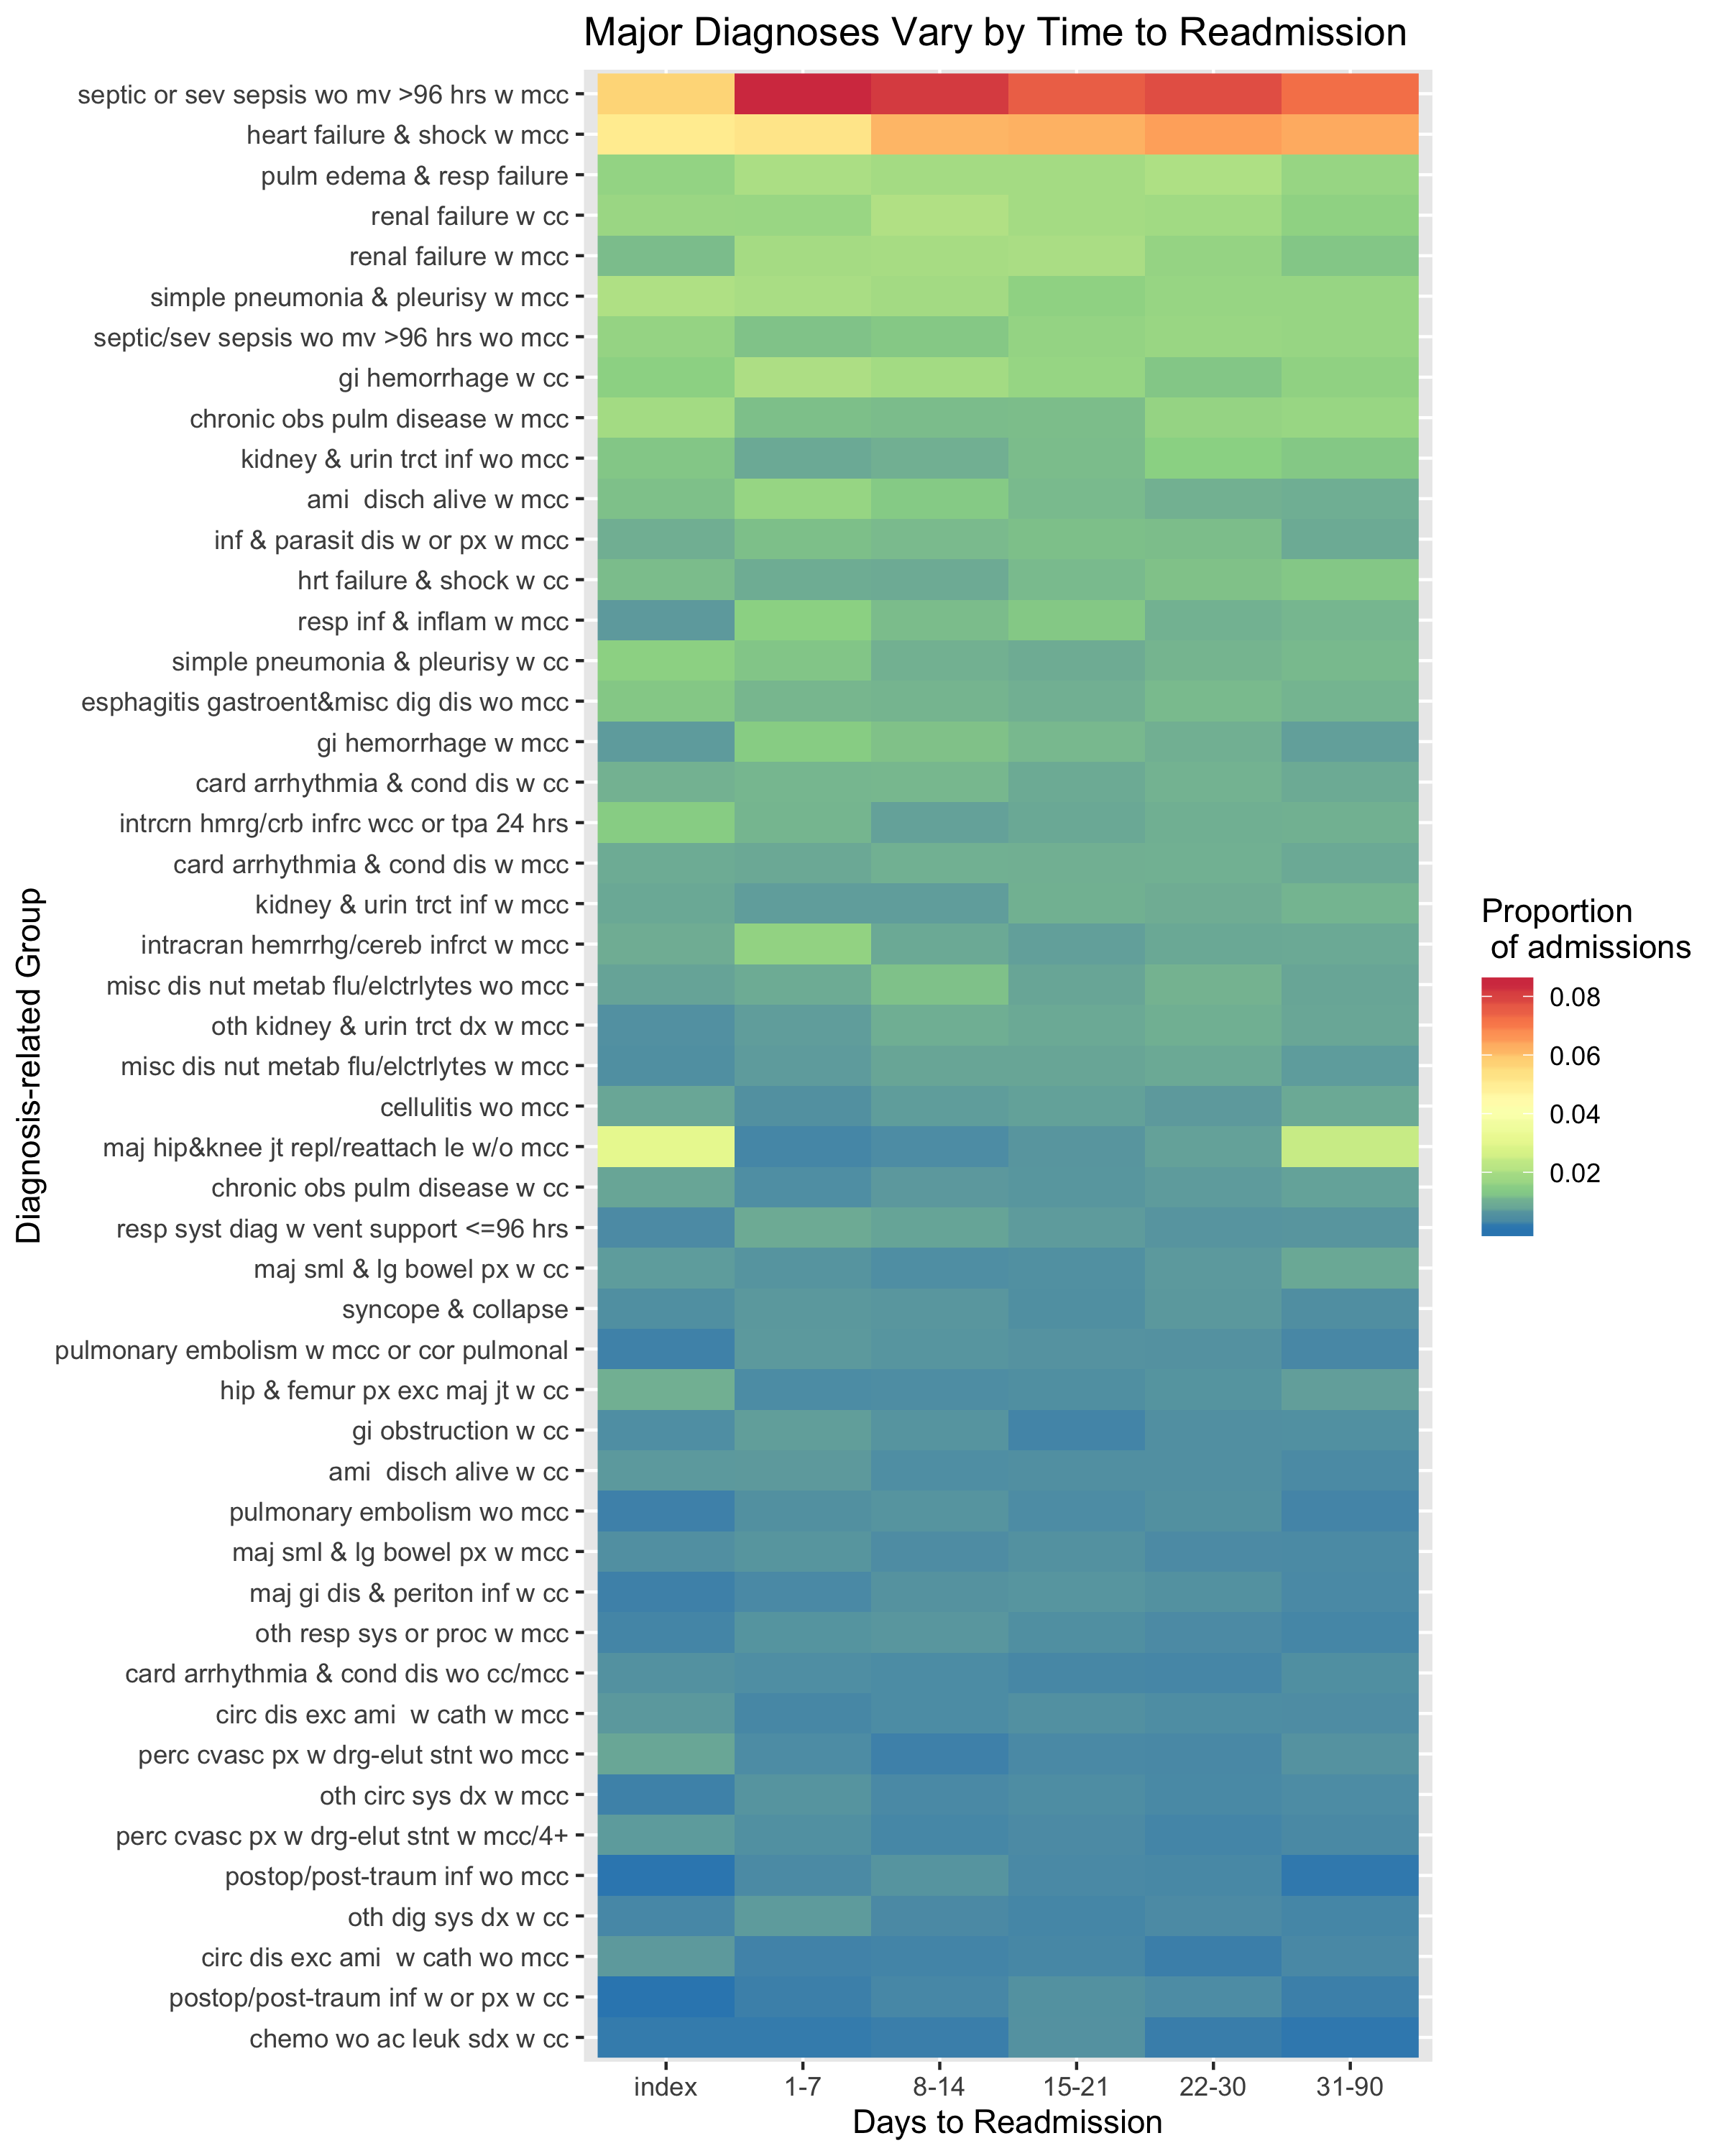 Major Diagnoses Vary by Time to Readmission
septic or sev sepsis wo mv >96 hrs w mcc
heart failure & shock w mcc
pulm edema & resp failure
renal failure w cc
renal failure w mcc
simple pneumonia & pleurisy w mcc
septic/sev sepsis wo mv >96 hrs wo mcc
gi hemorrhage w cc
chronic obs pulm disease w mcc
kidney & urin trct inf wo mcc
ami  disch alive w mcc
inf & parasit dis w or px w mcc
hrt failure & shock w cc
resp inf & inflam w mcc
simple pneumonia & pleurisy w cc
esphagitis gastroent&misc dig dis wo mcc
gi hemorrhage w mcc
card arrhythmia & cond dis w cc
intrcrn hmrg/crb infrc wcc or tpa 24 hrs
card arrhythmia & cond dis w mcc
kidney & urin trct inf w mcc
intracran hemrrhg/cereb infrct w mcc
misc dis nut metab flu/elctrlytes wo mcc
oth kidney & urin trct dx w mcc
misc dis nut metab flu/elctrlytes w mcc
cellulitis wo mcc
maj hip&knee jt repl/reattach le w/o mcc
chronic obs pulm disease w cc
resp syst diag w vent support <=96 hrs
maj sml & lg bowel px w cc
syncope & collapse
pulmonary embolism w mcc or cor pulmonal
hip & femur px exc maj jt w cc
gi obstruction w cc
ami  disch alive w cc
pulmonary embolism wo mcc
maj sml & lg bowel px w mcc
maj gi dis & periton inf w cc
oth resp sys or proc w mcc
card arrhythmia & cond dis wo cc/mcc
circ dis exc ami  w cath w mcc
perc cvasc px w drg-elut stnt wo mcc
oth circ sys dx w mcc
perc cvasc px w drg-elut stnt w mcc/4+
postop/post-traum inf wo mcc
oth dig sys dx w cc
circ dis exc ami  w cath wo mcc
postop/post-traum inf w or px w cc
chemo wo ac leuk sdx w cc
Diagnosis-related Group
index 1-7 8-14 15-21 22-30 31-90
Days to Readmission
Proportion
of admissions
0.08
0.06
0.04
0.02